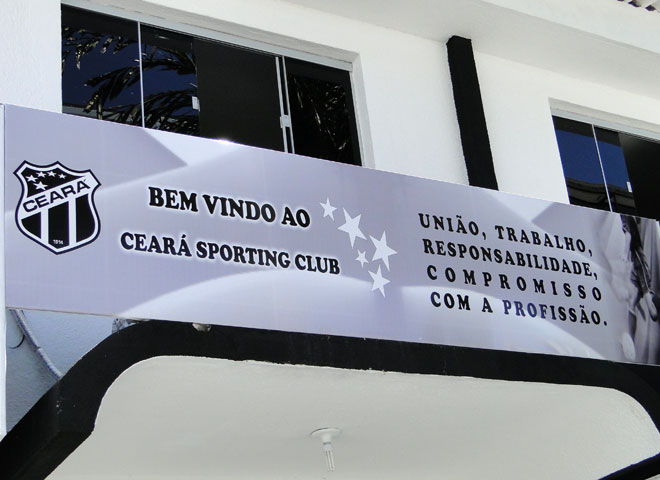 CEARÁ
1914
BEM VINDO AO
CEARÁ SPORTING CLUB
UNIÃO, TRABALHO,
RESPONSABILIDADE,
COMPROMISSO
COM A PROFISSÃO.